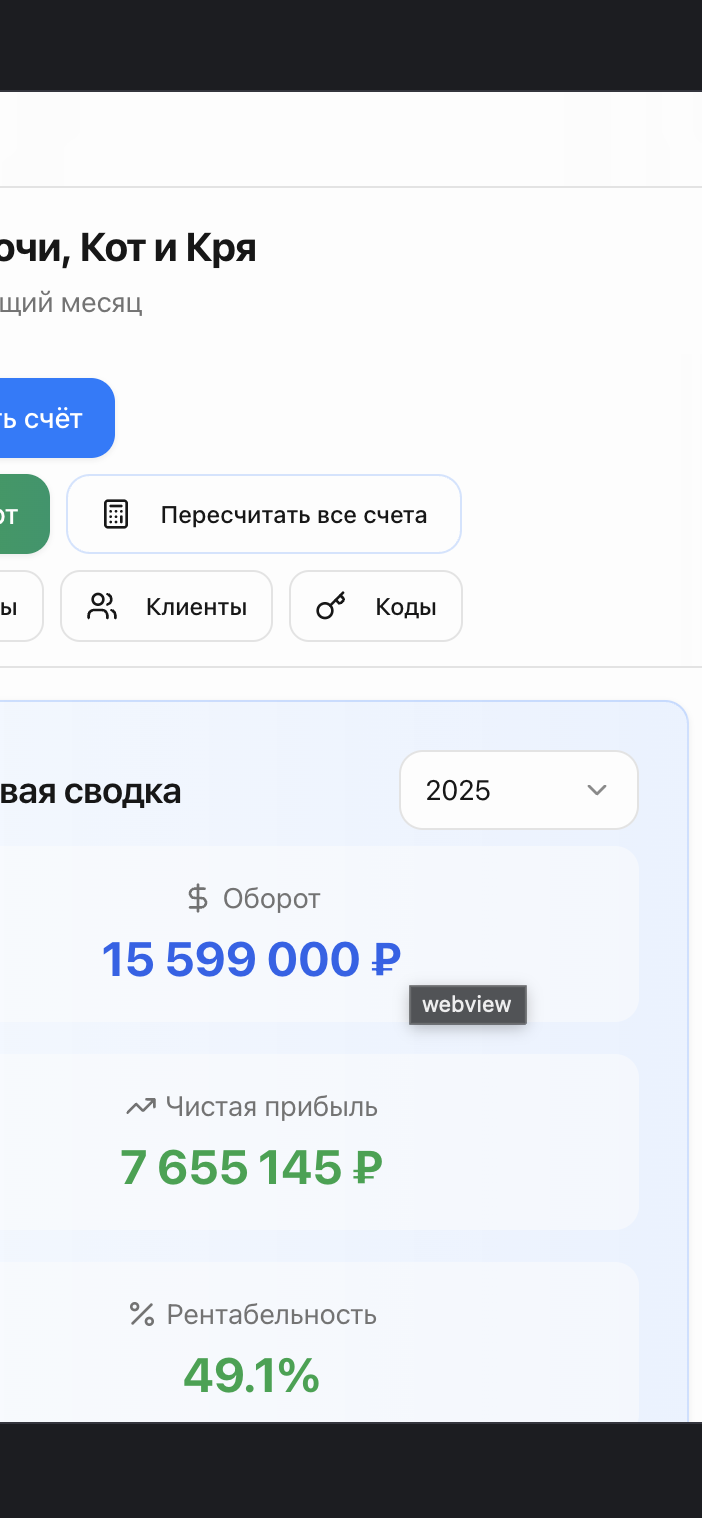 очи, Кот и Кря
щий месяц
ть счёт
от
Пересчитать все счета
ы
Клиенты
Коды
вая сводка
2025
Оборот
15 599 000 ₽
webview
Чистая прибыль
7 655 145 ₽
Рентабельность
49.1%